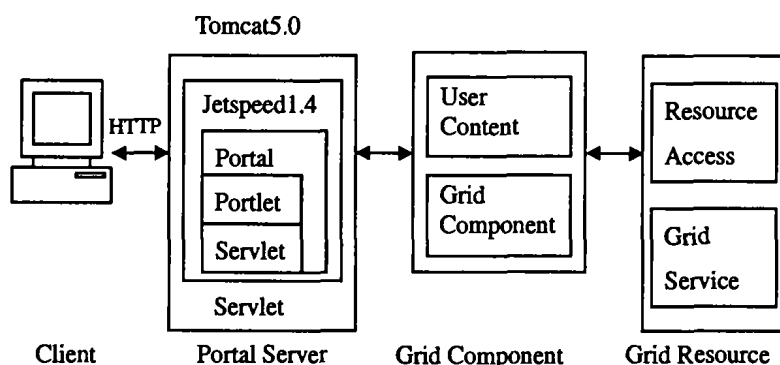 Tomcat5.0
HTTP
Jetspeed1.4
Portal
Portlet
Servlet
Servlet
User
Content
Grid
Component
Resource
Access
Grid
Service
Client
Portal Server
Grid Component
Grid Resource